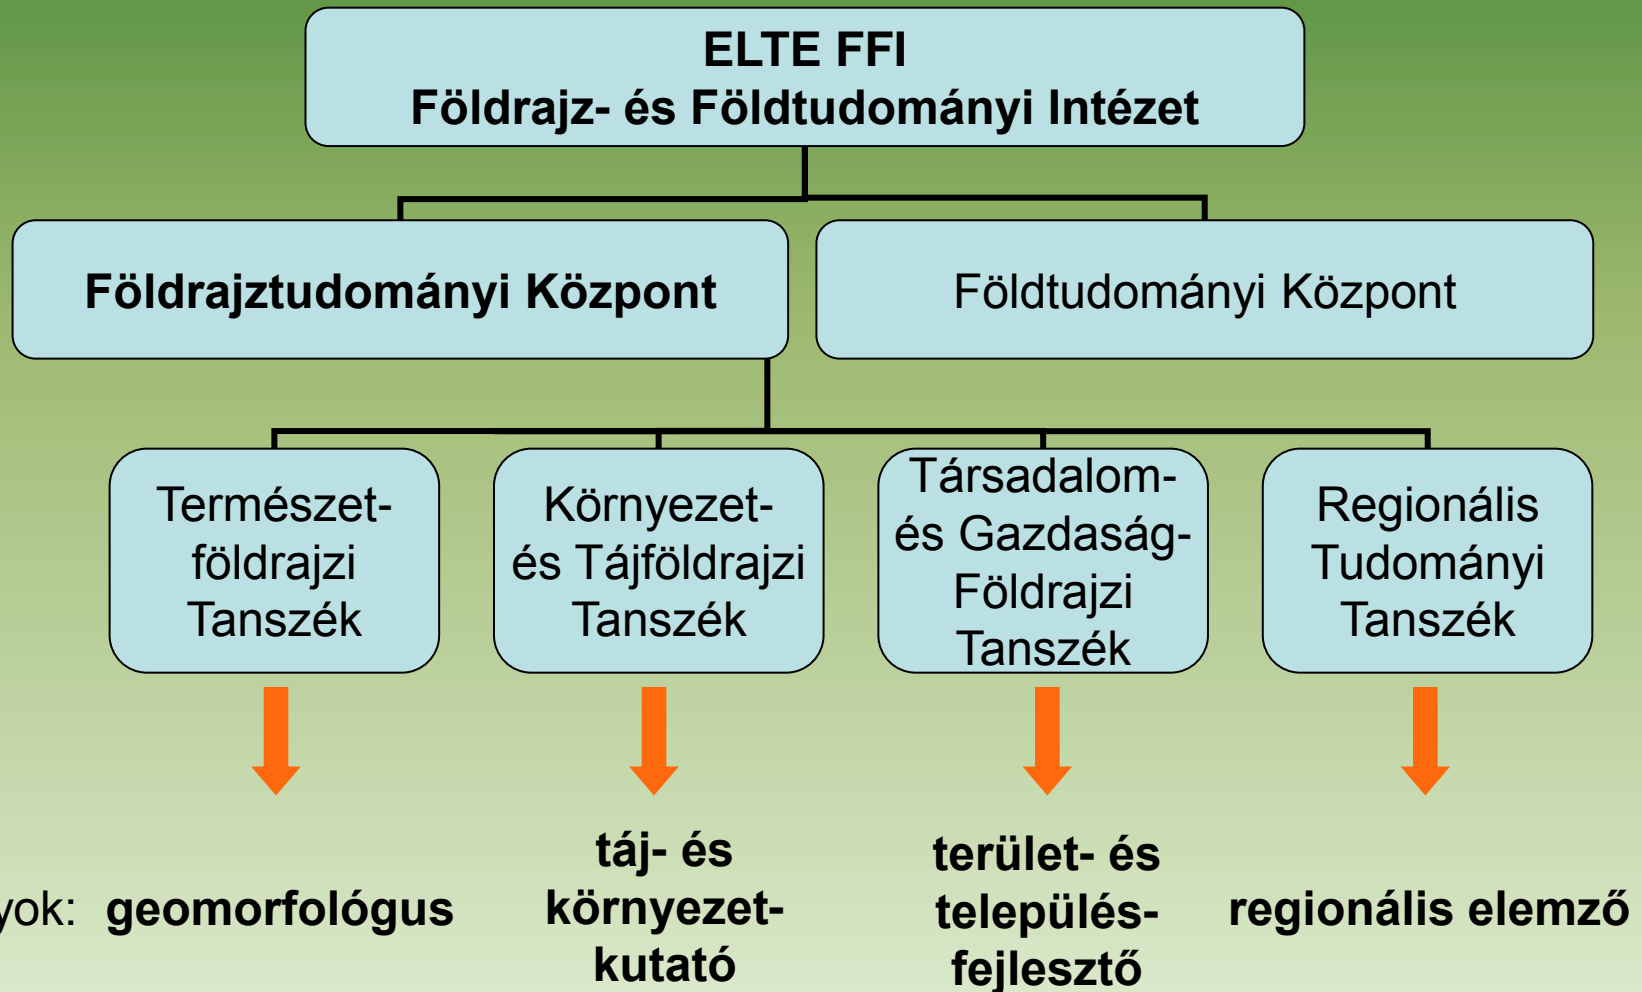 ELTE FFI
Földrajz- és Földtudományi Intézet
Földrajztudományi Központ
Földtudományi Központ
Természet-
földrajzi
Tanszék
Környezet-
és Tájföldrajzi
Tanszék
Társadalom-
és Gazdaság-
Földrajzi
Tanszék
Regionális
Tudományi
Tanszék
yok: geomorfológus
táj- és
környezet-
kutató
terület- és
település-
fejlesztő
regionális elemző